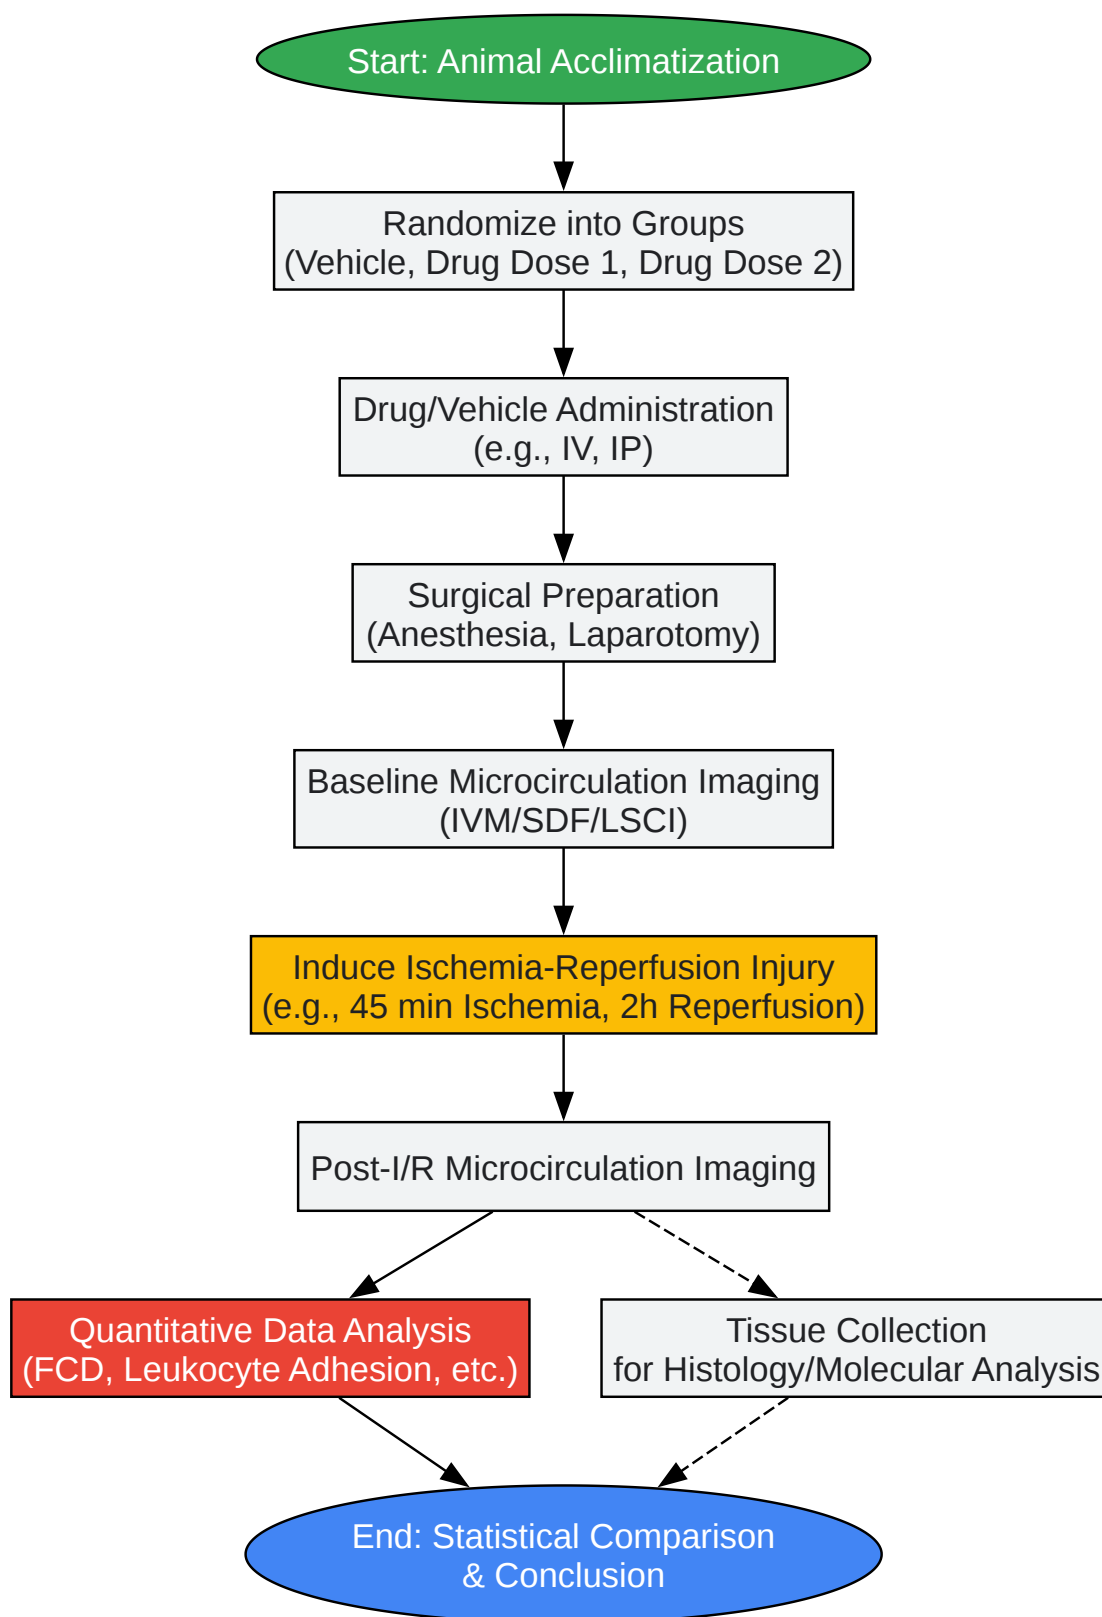 Start: Animal Acclimatization
Randomize into Groups
(Vehicle, Drug Dose 1, Drug Dose 2)
Drug/Vehicle Administration
(e.g., IV, IP)
Surgical Preparation
(Anesthesia, Laparotomy)
Baseline Microcirculation Imaging
(IVM/SDF/LSCI)
Induce Ischemia-Reperfusion Injury
(e.g., 45 min Ischemia, 2h Reperfusion)
Post-I/R Microcirculation Imaging
Quantitative Data Analysis
(FCD, Leukocyte Adhesion, etc.)
Tissue Collection
for Histology/Molecular Analysis
End: Statistical Comparison
& Conclusion